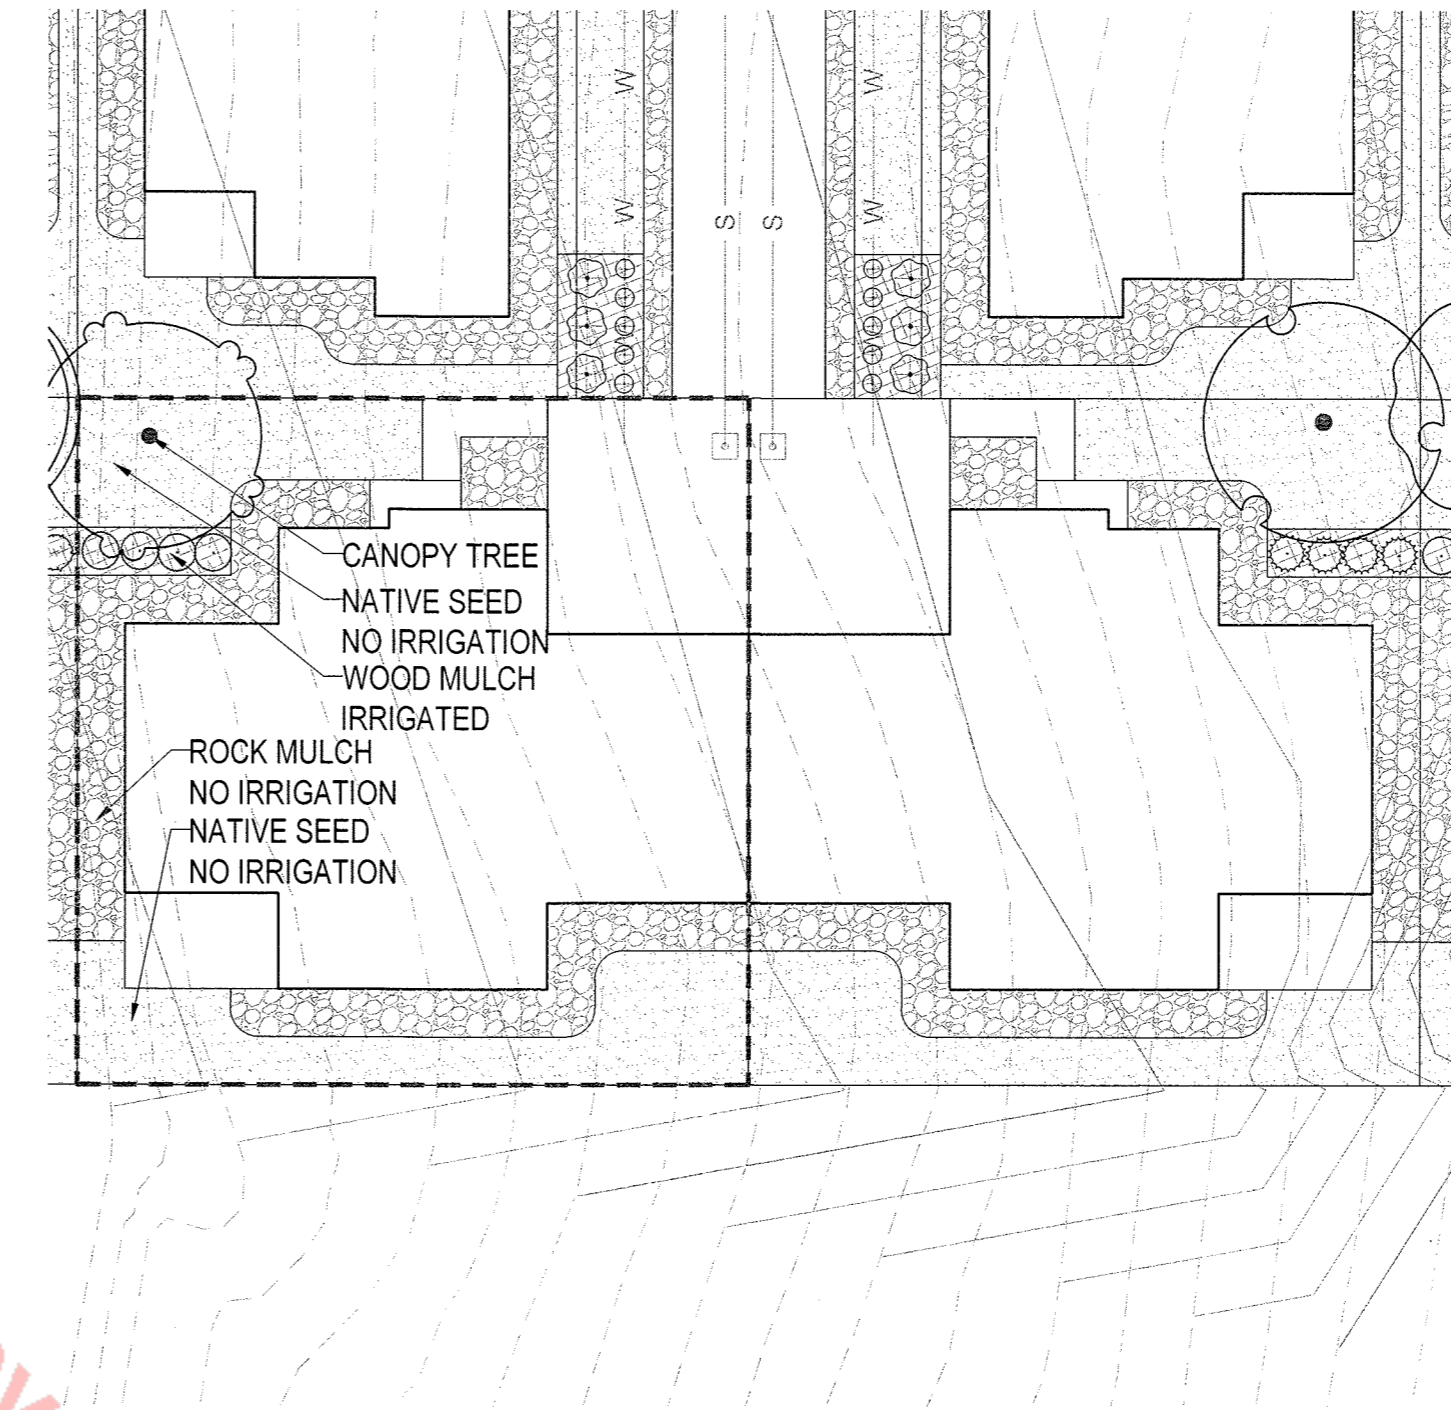 W
W
W
S
S
W
CANOPY TREE
NATIVE SEED
NO IRRIGATION
WOOD MULCH
IRRIGATED
ROCK MULCH
NO IRRIGATION
NATIVE SEED
NO IRRIGATION